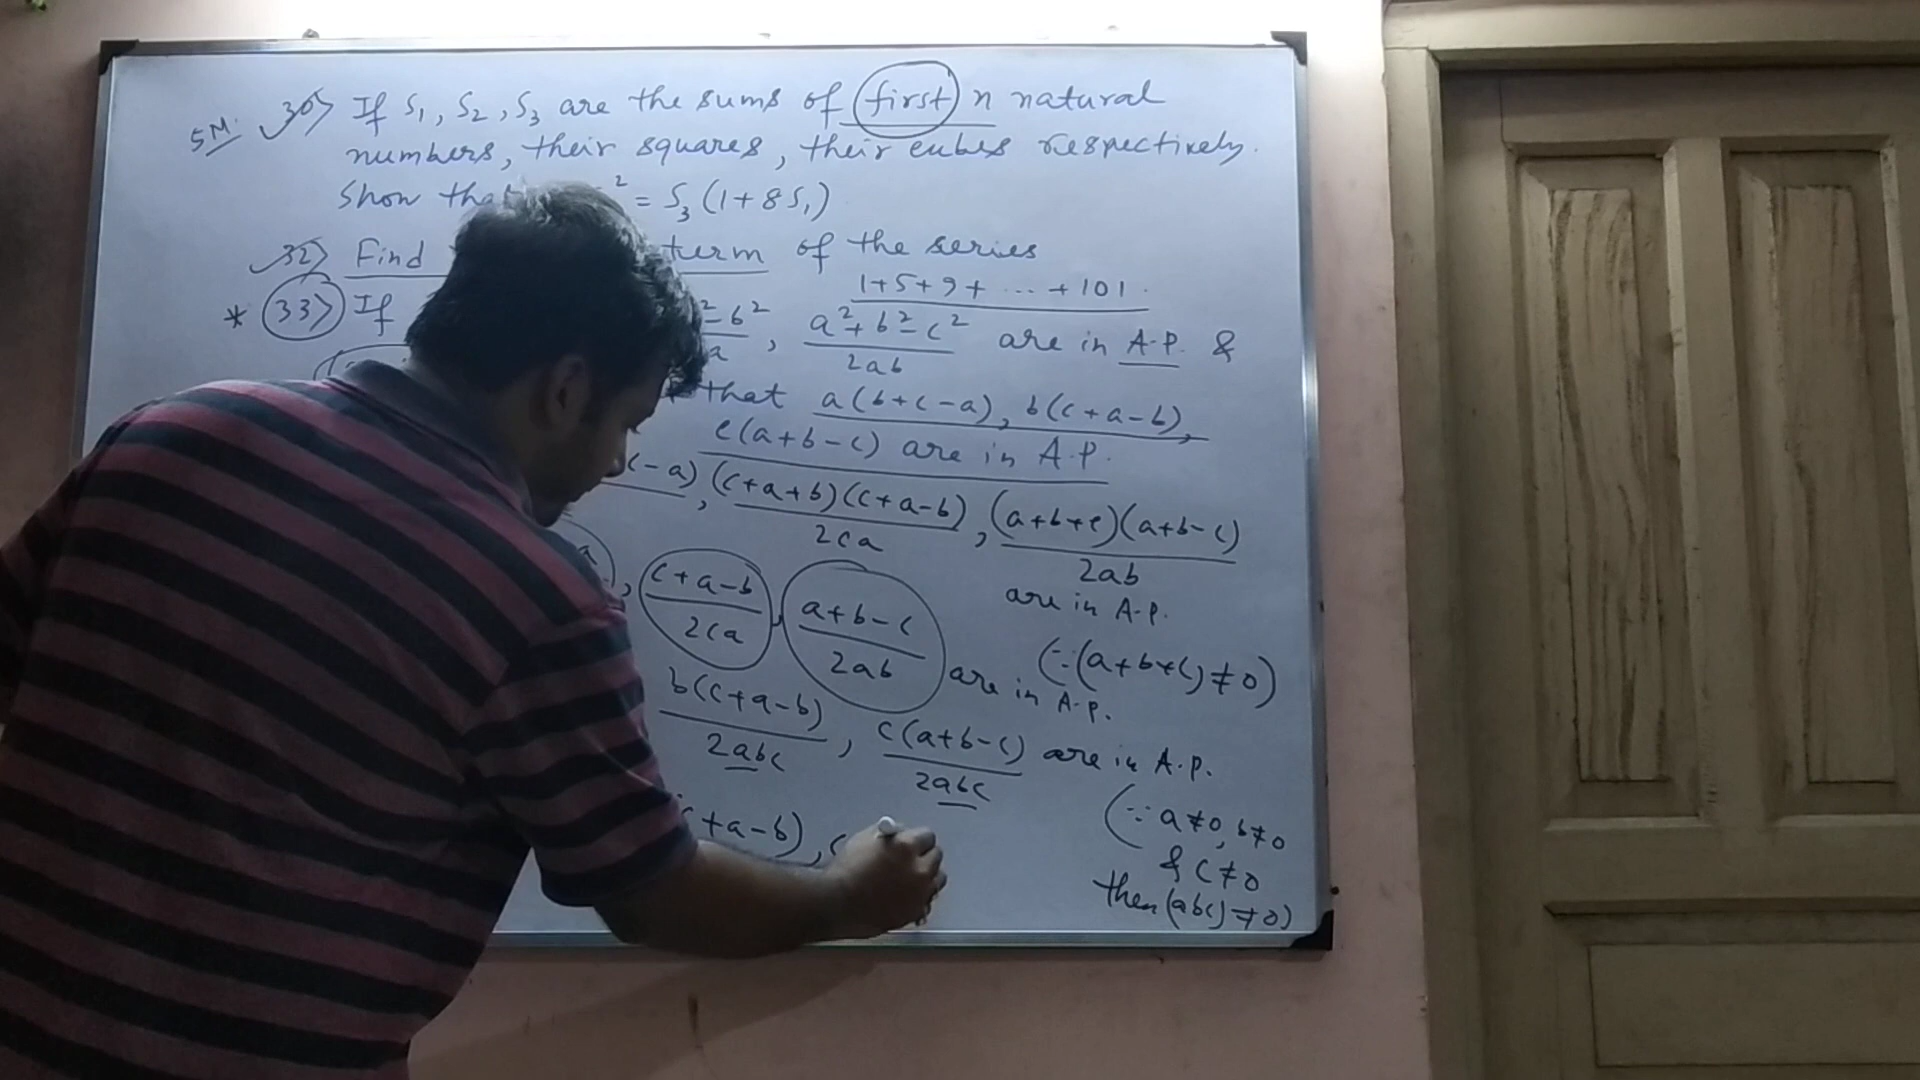 5M. 30> If S₁, S₂, S₃ are the sums of first n natural
numbers, their squares, their cubes respectively.
Show that ² = S₃ (1+8S₁)
32> Find term of the series
1+5+9+ ... +101.
* 33> If ²-b²/a , a²+b²-c²/2ab are in A.P. &
that a(b+c-a), b(c+a-b),
c(a+b-c) are in A.P.
c-a) , (c+a+b)(c+a-b)/2ca , (a+b+c)(a+b-c)/2ab
are in A.P.
a , c+a-b/2ca , a+b-c/2ab are in A.P. (∵(a+b+c)≠0)
b(c+a-b)/2abc , c(a+b-c)/2abc are in A.P.
(∵ a≠0, b≠0
& c≠0
then (abc)≠0)
c+a-b), c